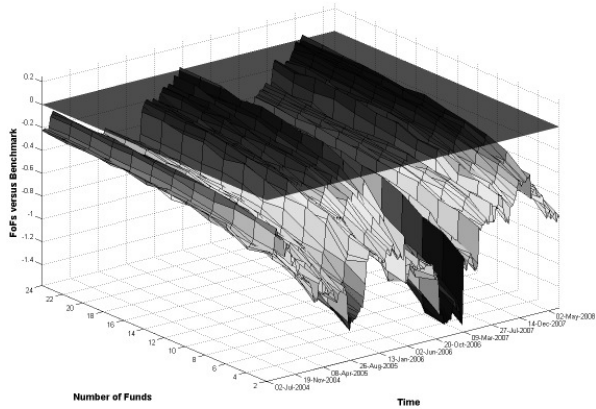 0.2
0
-0.2
-0.4
-0.6
-0.8
-1
-1.2
-1.4
FoFs versus Benchmark
24
22
20
18
16
14
12
10
8
6
4
2
Number of Funds
02-Jul-2004
19-Nov-2004
08-Apr-2005
26-Aug-2005
13-Jan-2006
02-Jun-2006
20-Oct-2006
09-Mar-2007
27-Jul-2007
14-Dec-2007
02-May-2008
Time